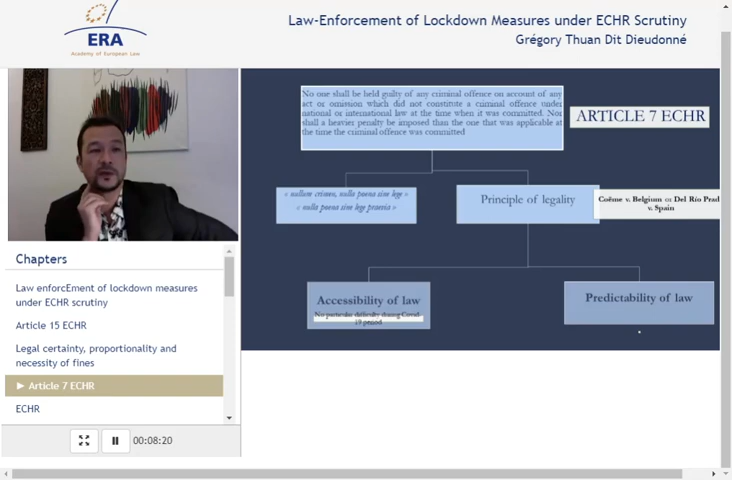 ERA
Academy of European Law
Law-Enforcement of Lockdown Measures under ECHR Scrutiny
Grégory Thuan Dit Dieudonné
No one shall be held guilty of any criminal offence on account of any
act or omission which did not constitute a criminal offence under
national or international law at the time when it was committed. Nor
shall a heavier penalty be imposed than the one that was applicable at
the time the criminal offence was committed
ARTICLE 7 ECHR
« nullum crimen, nulla poena sine lege »
« nulla poena sine lege praevia »
Principle of legality
Coëme v. Belgium ou Del Río Prad
v. Spain
Accessibility of law
No particular difficulty during Covid-
19 period
Predictability of law
Chapters
Law enforcEment of lockdown measures
under ECHR scrutiny
Article 15 ECHR
Legal certainty, proportionality and
necessity of fines
► Article 7 ECHR
ECHR
00:08:20